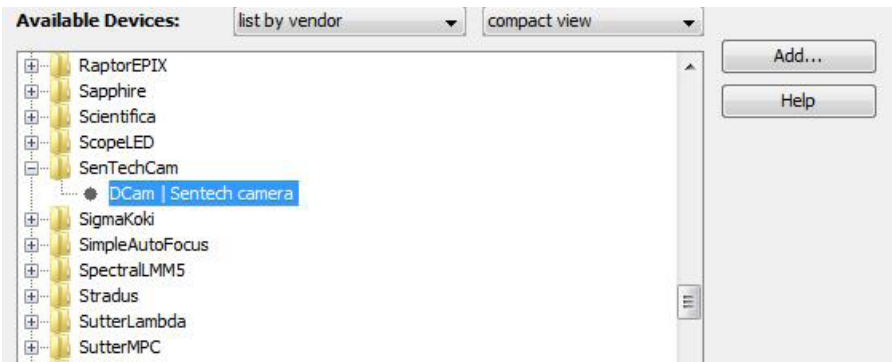 Available Devices: list by vendor compact view
Add...
RaptorEPIX
Sapphire
Help
Scientifica
ScopeLED
SenTechCam
DCam | Sentech camera
SigmaKoki
SimpleAutoFocus
SpectralLMM5
Stradus
SutterLambda
SutterMPC